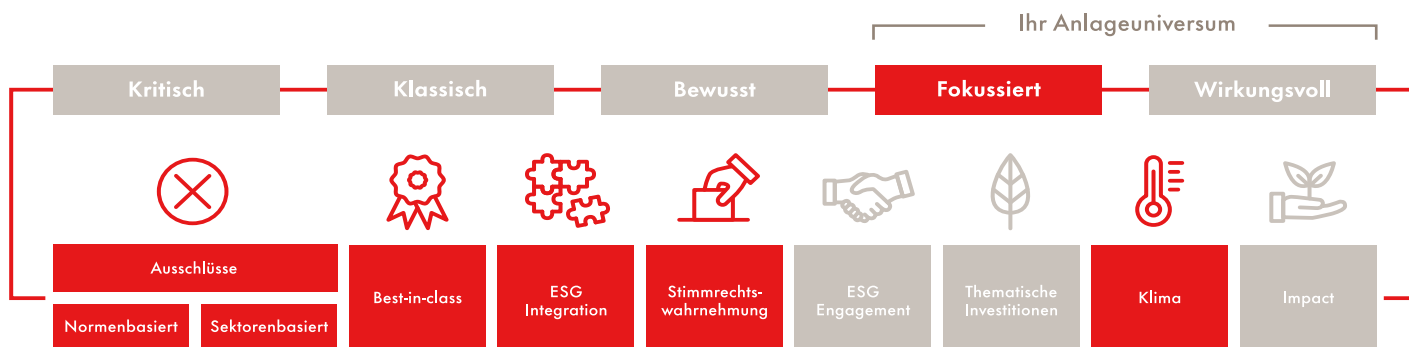 Ihr Anlageuniversum
Kritisch
Klassisch
Bewusst
Fokussiert
Wirkungsvoll
Ausschlüsse
Normenbasiert
Sektorenbasiert
Best-in-class
ESG
Integration
Stimmrechts-
wahrnehmung
ESG
Engagement
Thematische
Investitionen
Klima
Impact